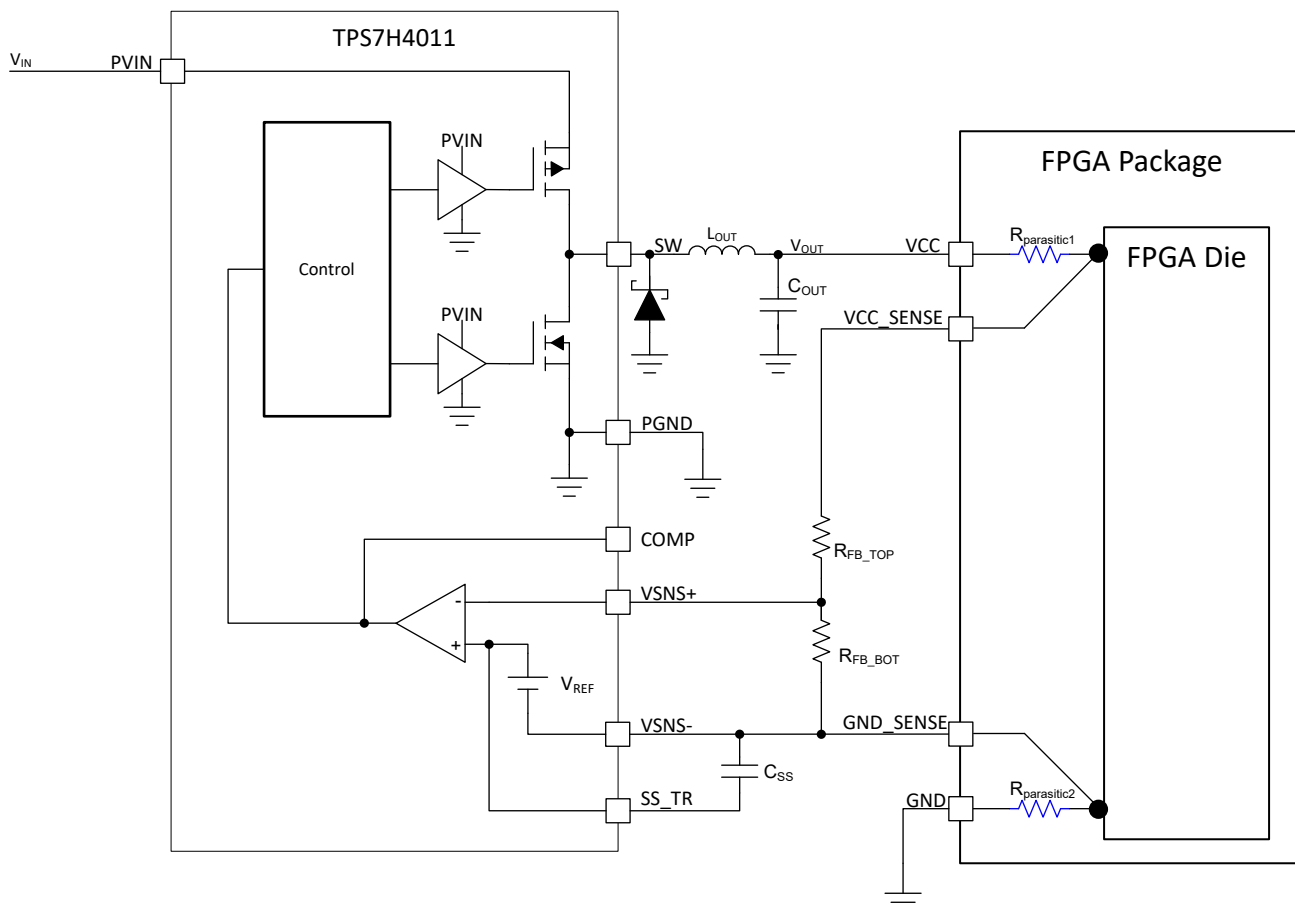 TPS7H4011
VIN
PVIN
PVIN
Control
PVIN
SW
LOUT
VOUT
COUT
PGND
COMP
VSNS+
-
+
VREF
VSNS-
SS_TR
CSS
RFB_TOP
RFB_BOT
FPGA Package
FPGA Die
VCC
Rparasitic1
VCC_SENSE
GND_SENSE
GND
Rparasitic2